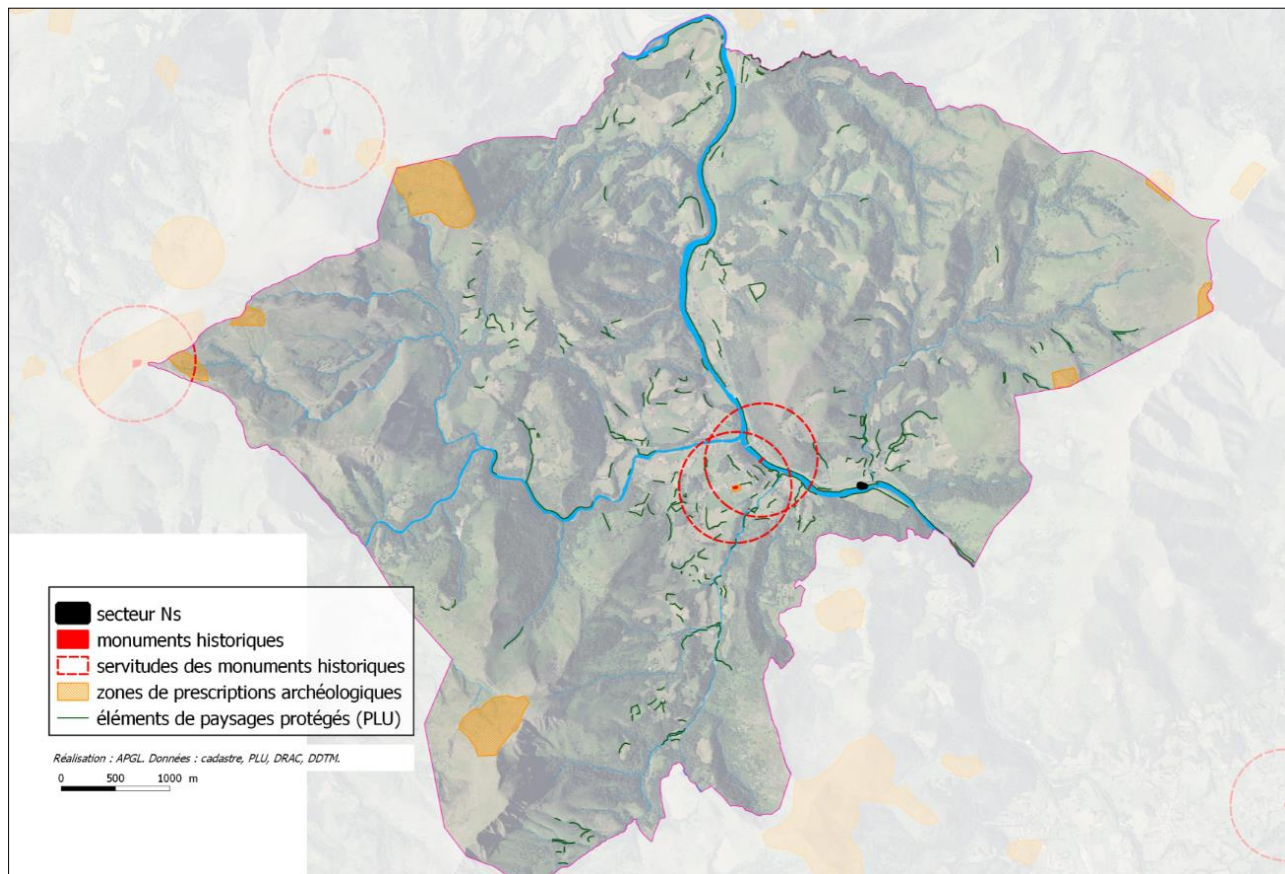 secteur Ns
monuments historiques
servitudes des monuments historiques
zones de prescriptions archéologiques
éléments de paysages protégés (PLU)
Réalisation : APGL. Données : cadastre, PLU, DRAC, DDTM.
0 500 1000 m